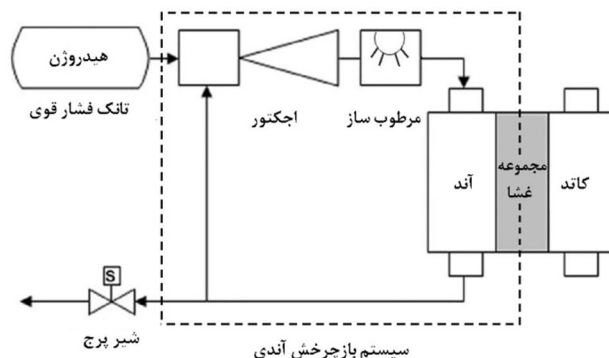 هیدروژن
تانک فشار قوی
اجکتور
مرطوب ساز
آند
مجموعه
غشا
کاتد
S
شیر پرج
سیستم بازچرخش آندی